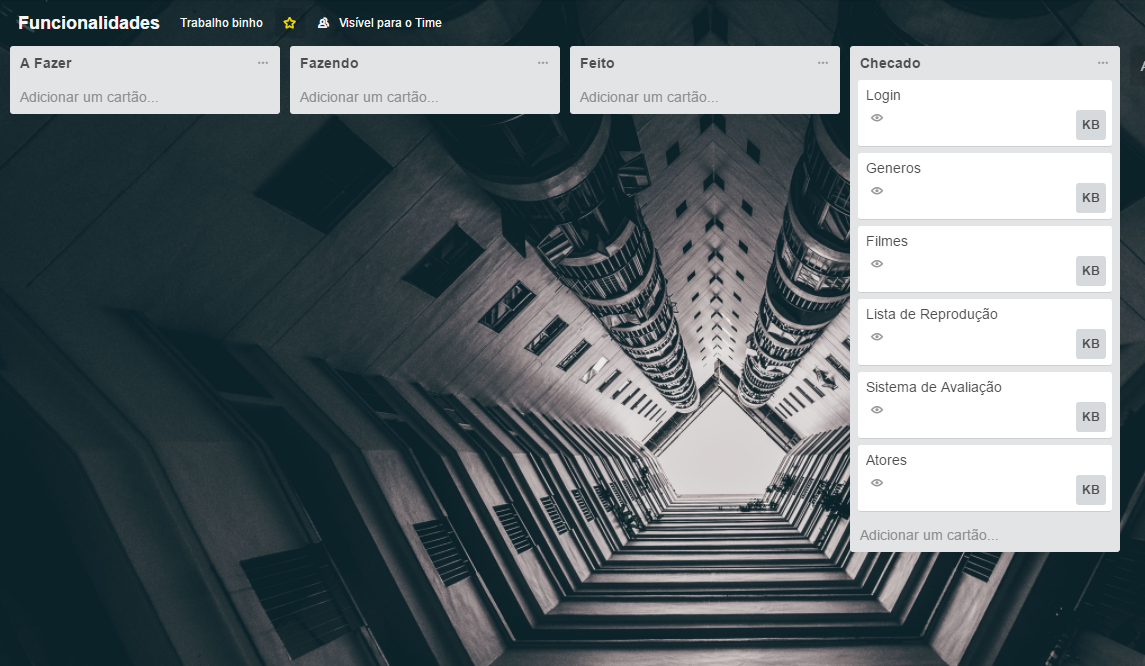 Funcionalidades Trabalho binho Visível para o Time
A Fazer
Adicionar um cartão...
Fazendo
Adicionar um cartão...
Feito
Adicionar um cartão...
Checado
Login
KB
Generos
KB
Filmes
KB
Lista de Reprodução
KB
Sistema de Avaliação
KB
Atores
KB
Adicionar um cartão...